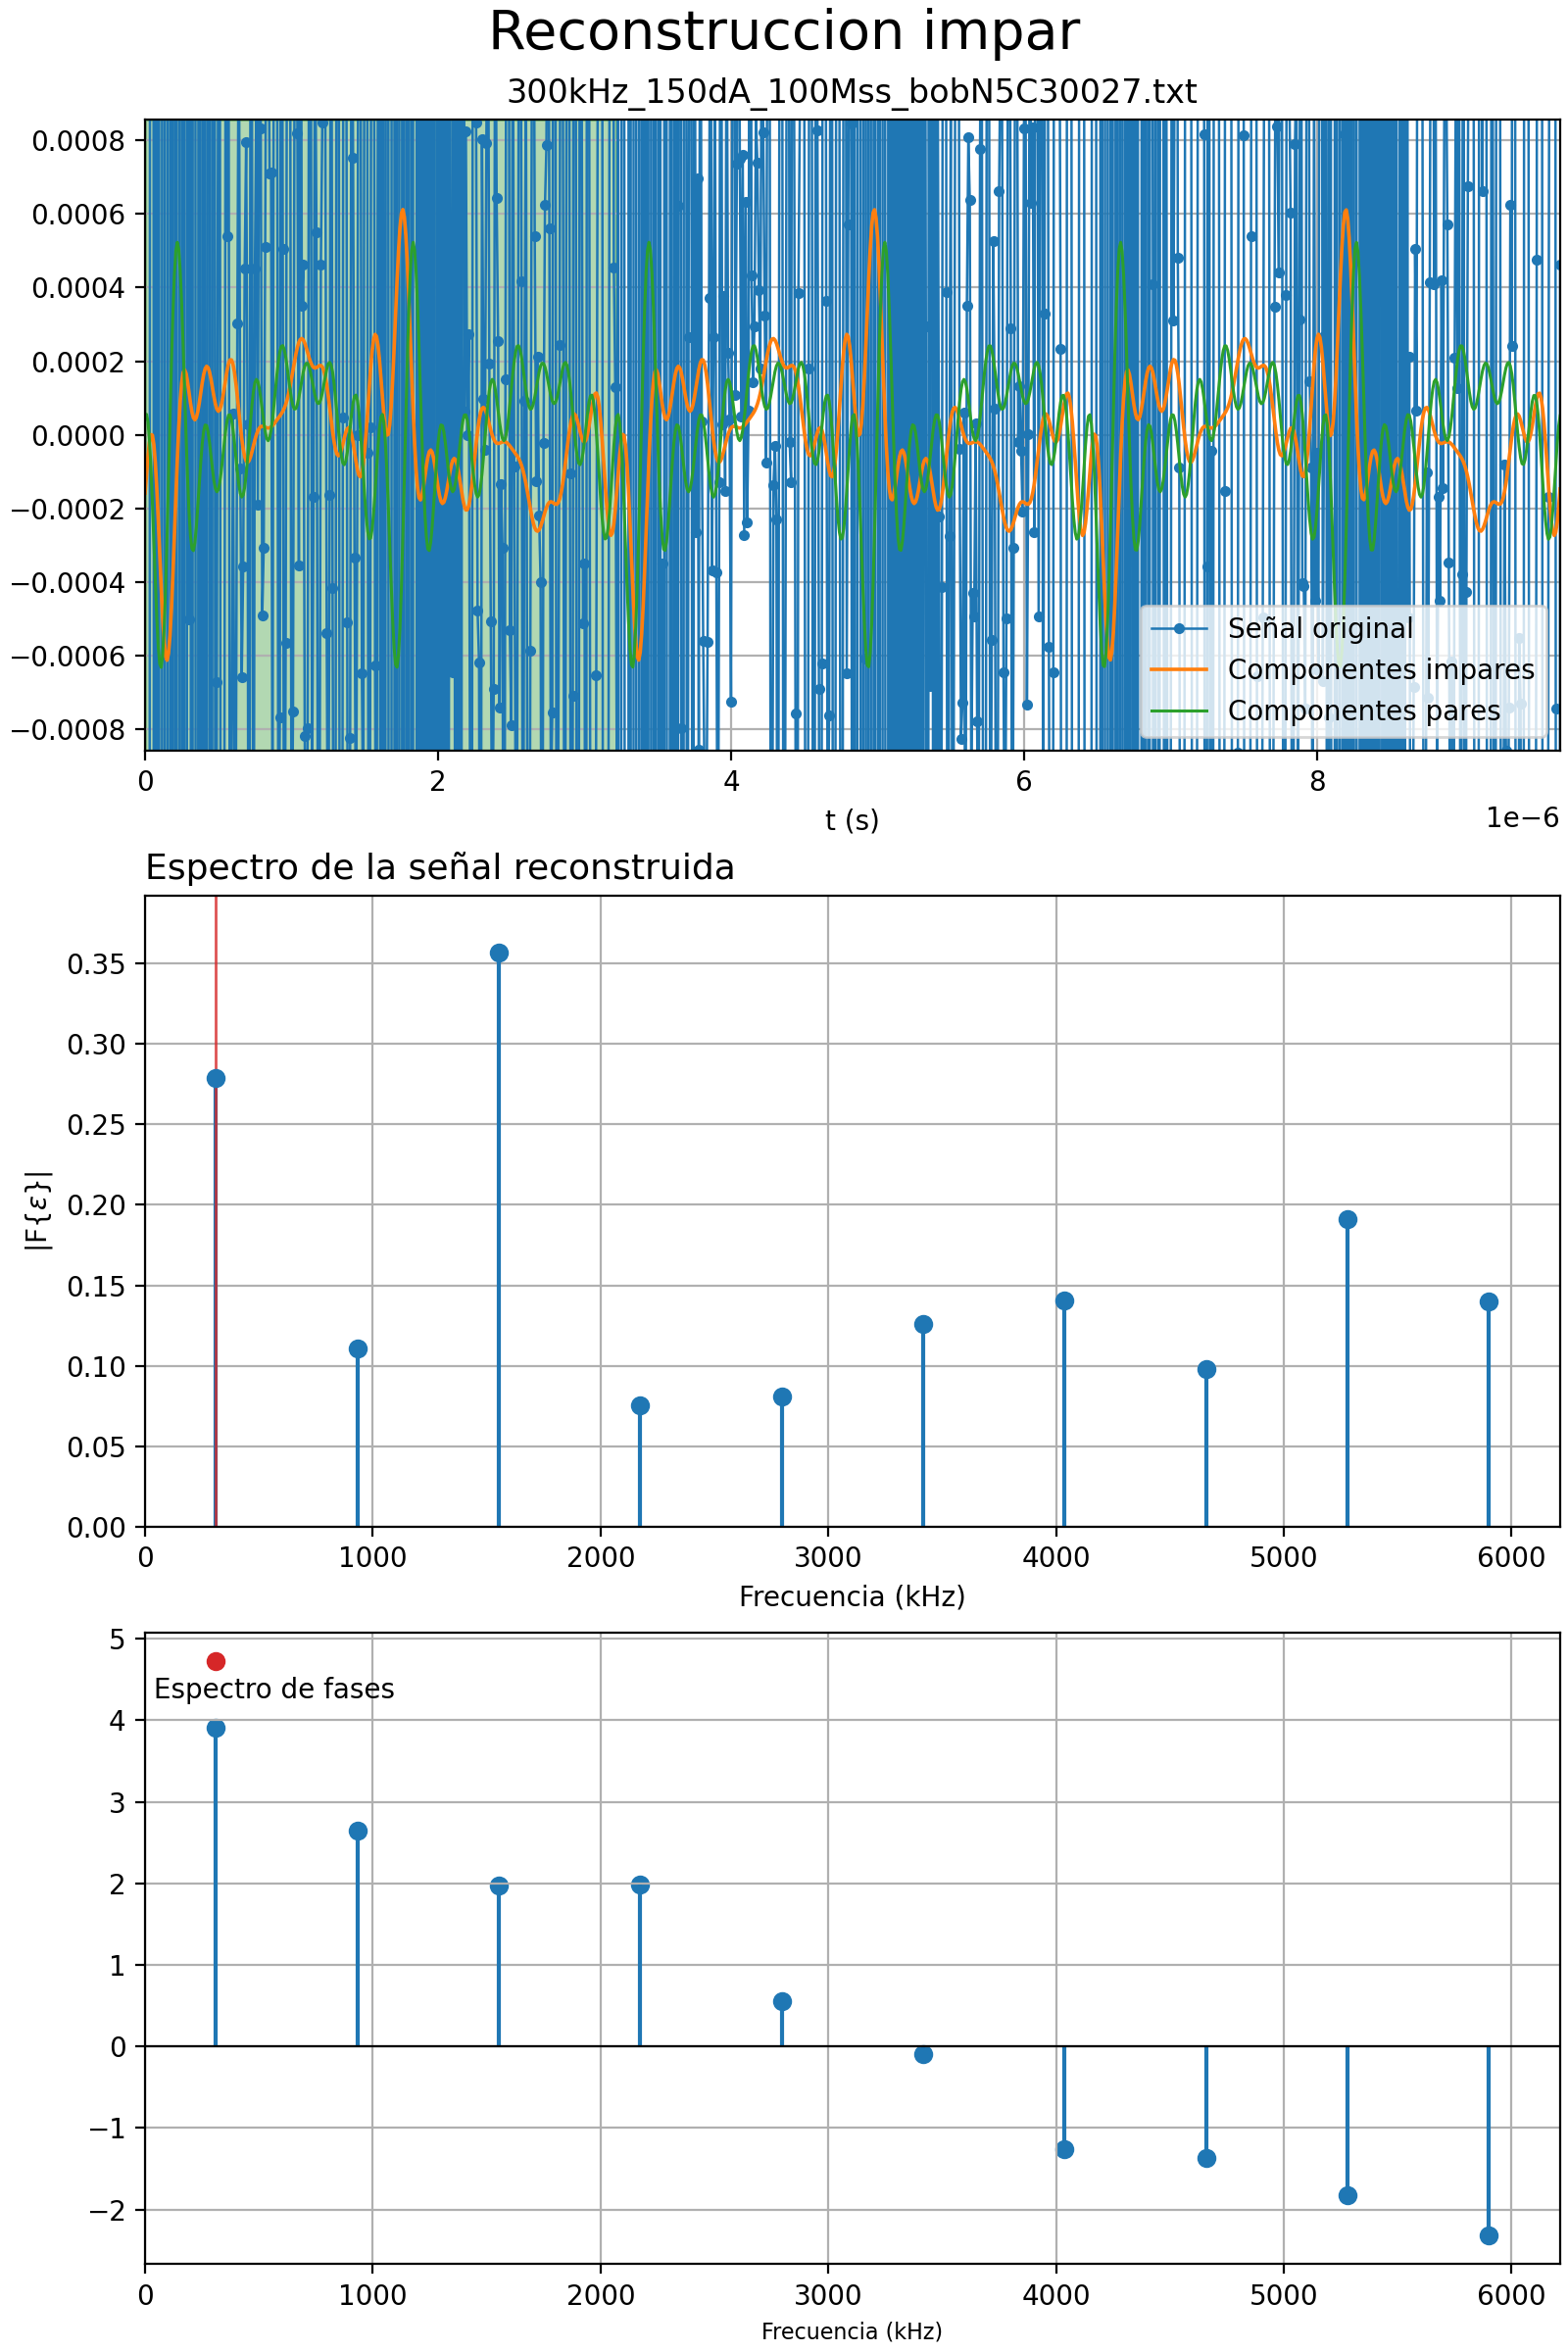 Reconstruccion impar
300kHz_150dA_100Mss_bobN5C30027.txt
0.0008
0.0006
0.0004
0.0002
0.0000
−0.0002
−0.0004
−0.0006
−0.0008
Señal original
Componentes impares
Componentes pares
0 2 4 6 8
t (s)
1e−6
Espectro de la señal reconstruida
0.35
0.30
0.25
0.20
0.15
0.10
0.05
0.00
|F{ε}|
0 1000 2000 3000 4000 5000 6000
Frecuencia (kHz)
5
Espectro de fases
4
3
2
1
0
−1
−2
0 1000 2000 3000 4000 5000 6000
Frecuencia (kHz)